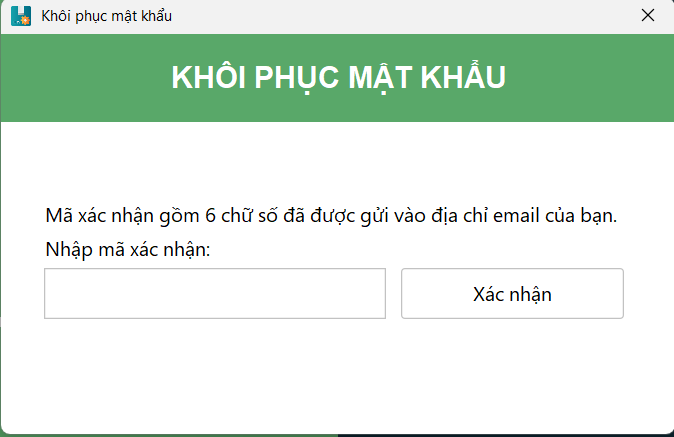 Khôi phục mật khẩu
KHÔI PHỤC MẬT KHẨU
Mã xác nhận gồm 6 chữ số đã được gửi vào địa chỉ email của bạn.
Nhập mã xác nhận:
Xác nhận